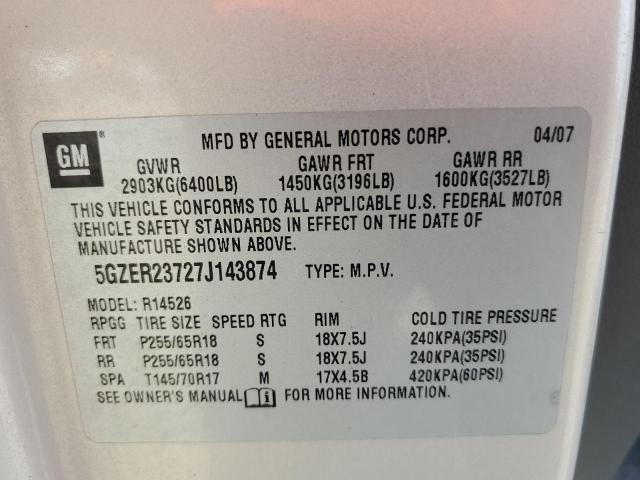 GM
MFD BY GENERAL MOTORS CORP. 04/07
GVWR GAWR FRT GAWR RR
2903KG(6400LB) 1450KG(3196LB) 1600KG(3527LB)
THIS VEHICLE CONFORMS TO ALL APPLICABLE U.S. FEDERAL MOTOR
VEHICLE SAFETY STANDARDS IN EFFECT ON THE DATE OF
MANUFACTURE SHOWN ABOVE.
5GZER23727J143874 TYPE: M.P.V.
MODEL: R14526
RPGG TIRE SIZE SPEED RTG RIM COLD TIRE PRESSURE
FRT P255/65R18 S 18X7.5J 240KPA(35PSI)
RR P255/65R18 S 18X7.5J 240KPA(35PSI)
SPA T145/70R17 M 17X4.5B 420KPA(60PSI)
SEE OWNER'S MANUAL FOR MORE INFORMATION.